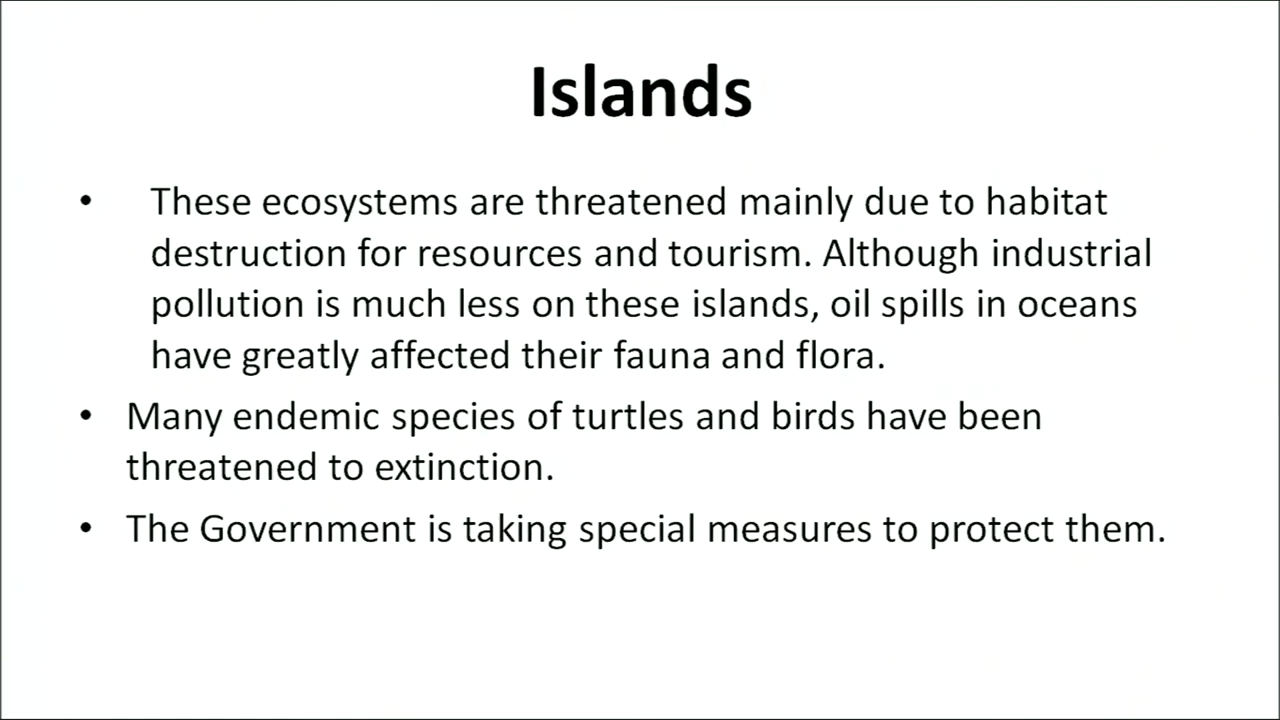 Islands
• These ecosystems are threatened mainly due to habitat
destruction for resources and tourism. Although industrial
pollution is much less on these islands, oil spills in oceans
have greatly affected their fauna and flora.
• Many endemic species of turtles and birds have been
threatened to extinction.
• The Government is taking special measures to protect them.